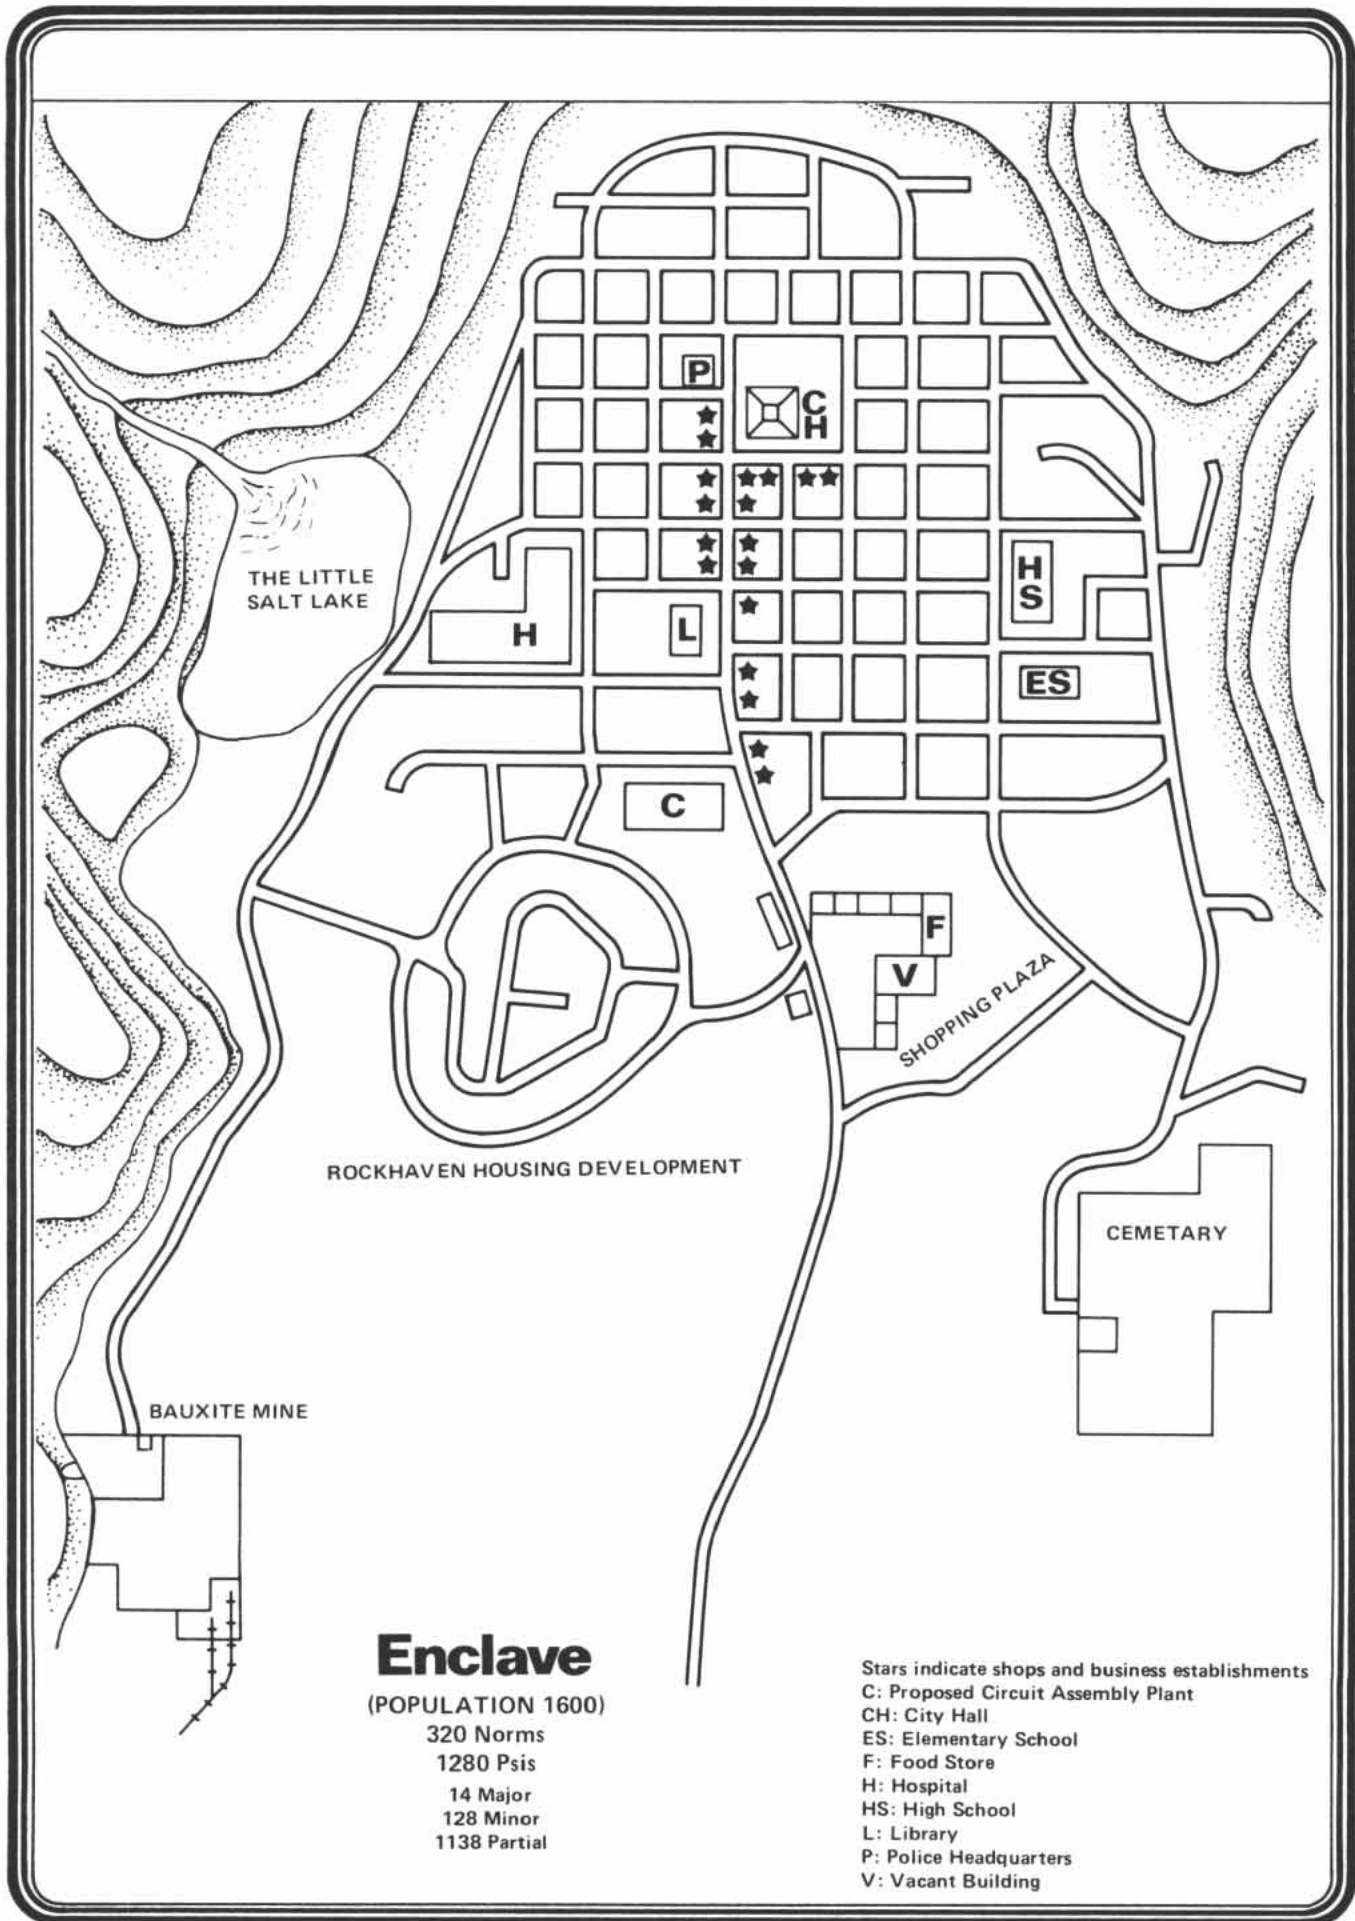 P
C
H
THE LITTLE
SALT LAKE
H
S
H
L
ES
C
F
V
SHOPPING PLAZA
ROCKHAVEN HOUSING DEVELOPMENT
CEMETARY
BAUXITE MINE
Enclave
(POPULATION 1600)
320 Norms
1280 Psis
14 Major
128 Minor
1138 Partial
Stars indicate shops and business establishments
C: Proposed Circuit Assembly Plant
CH: City Hall
ES: Elementary School
F: Food Store
H: Hospital
HS: High School
L: Library
P: Police Headquarters
V: Vacant Building